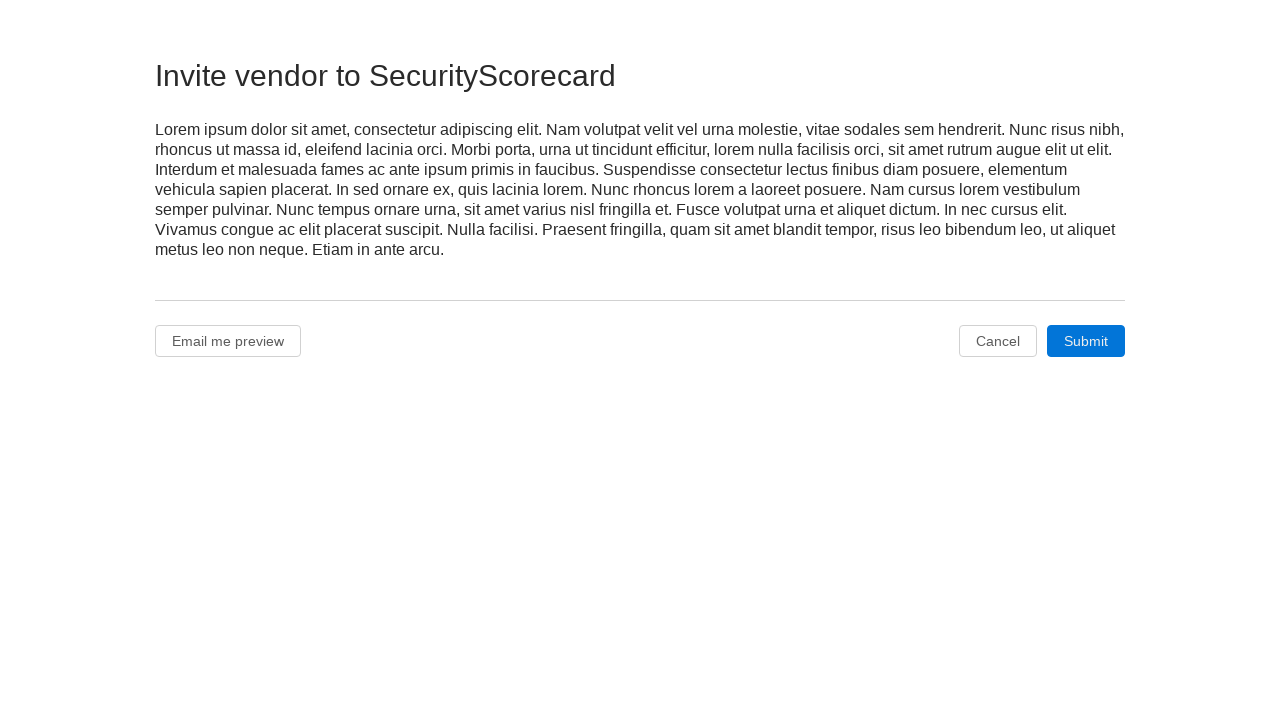 Invite vendor to SecurityScorecard
Lorem ipsum dolor sit amet, consectetur adipiscing elit. Nam volutpat velit vel urna molestie, vitae sodales sem hendrerit. Nunc risus nibh,
rhoncus ut massa id, eleifend lacinia orci. Morbi porta, urna ut tincidunt efficitur, lorem nulla facilisis orci, sit amet rutrum augue elit ut elit.
Interdum et malesuada fames ac ante ipsum primis in faucibus. Suspendisse consectetur lectus finibus diam posuere, elementum
vehicula sapien placerat. In sed ornare ex, quis lacinia lorem. Nunc rhoncus lorem a laoreet posuere. Nam cursus lorem vestibulum
semper pulvinar. Nunc tempus ornare urna, sit amet varius nisl fringilla et. Fusce volutpat urna et aliquet dictum. In nec cursus elit.
Vivamus congue ac elit placerat suscipit. Nulla facilisi. Praesent fringilla, quam sit amet blandit tempor, risus leo bibendum leo, ut aliquet
metus leo non neque. Etiam in ante arcu.
Email me preview
Cancel
Submit